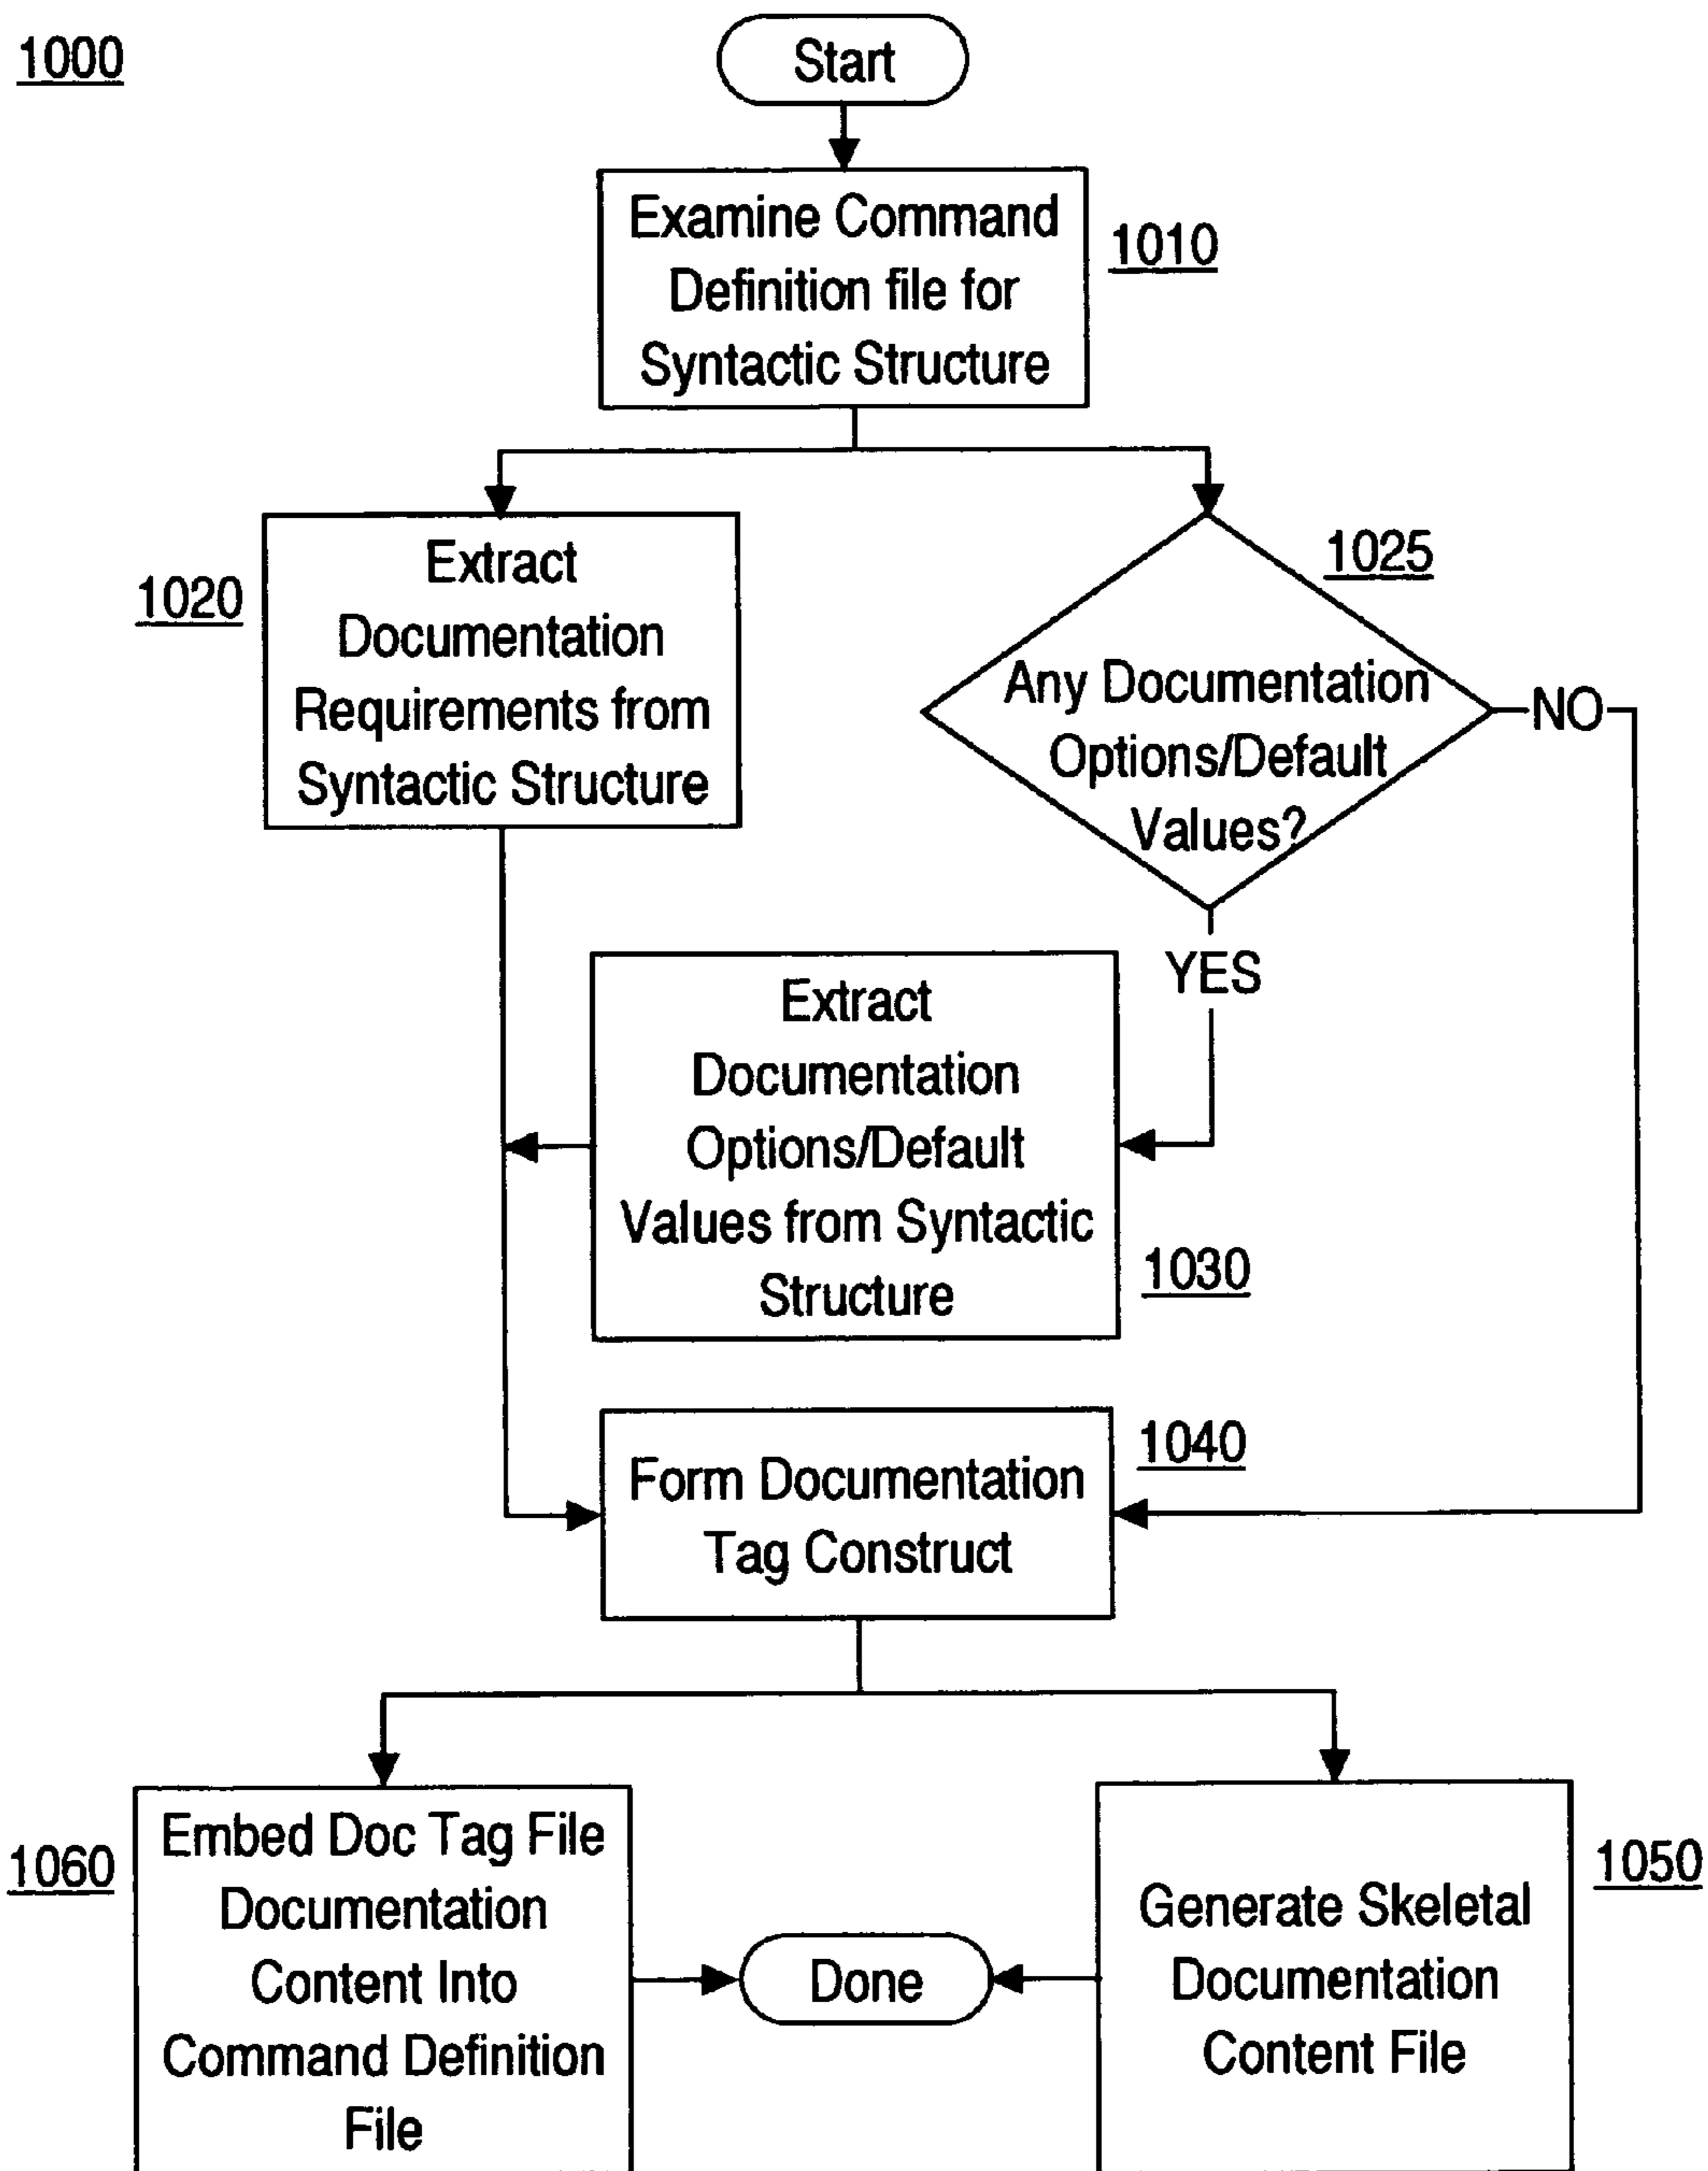 1000
Start
Examine Command
Definition file for
Syntactic Structure
1010
Extract
Documentation
Requirements from
Syntactic Structure
1020
1025
Any Documentation
Options/Default
Values?
NO
YES
Extract
Documentation
Options/Default
Values from Syntactic
Structure
1030
Form Documentation
Tag Construct
1040
Embed Doc Tag File
Documentation
Content Into
Command Definition
File
1060
Done
Generate Skeletal
Documentation
Content File
1050